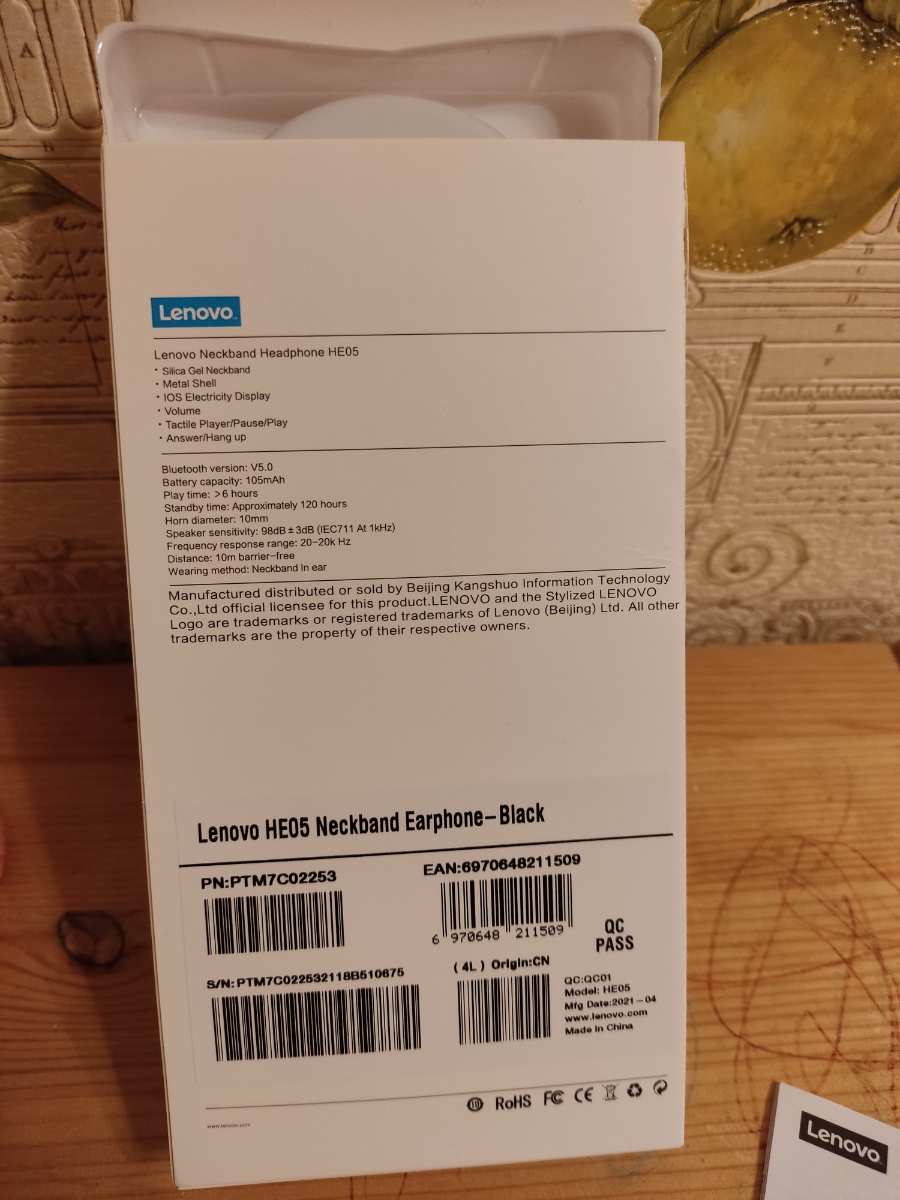 Lenovo
Lenovo Neckband Headphone HE05
· Silica Gel Neckband
· Metal Shell
· IOS Electricity Display
· Volume
· Tactile Player/Pause/Play
· Answer/Hang up
Bluetooth version: V5.0
Battery capacity: 105mAh
Play time: >6 hours
Standby time: Approximately 120 hours
Horn diameter: 10mm
Speaker sensitivity: 98dB±3dB (IEC711 At 1kHz)
Frequency response range: 20-20k Hz
Distance: 10m barrier-free
Wearing method: Neckband In ear
Manufactured distributed or sold by Beijing Kangshuo Information Technology
Co.,Ltd official licensee for this product.LENOVO and the Stylized LENOVO
Logo are trademarks or registered trademarks of Lenovo (Beijing) Ltd. All other
trademarks are the property of their respective owners.
Lenovo HE05 Neckband Earphone-Black
PN:PTM7C02253
EAN:6970648211509
6 970648 211509
QC
PASS
S/N:PTM7C022532118B510675
(4L) Origin:CN
QC:QC01
Model: HE05
Mfg Date:2021-04
www.lenovo.com
Made in China
10 RoHS FC CE
www.lenovo.com
Lenovo
A
B
B
C
D
E
F
G